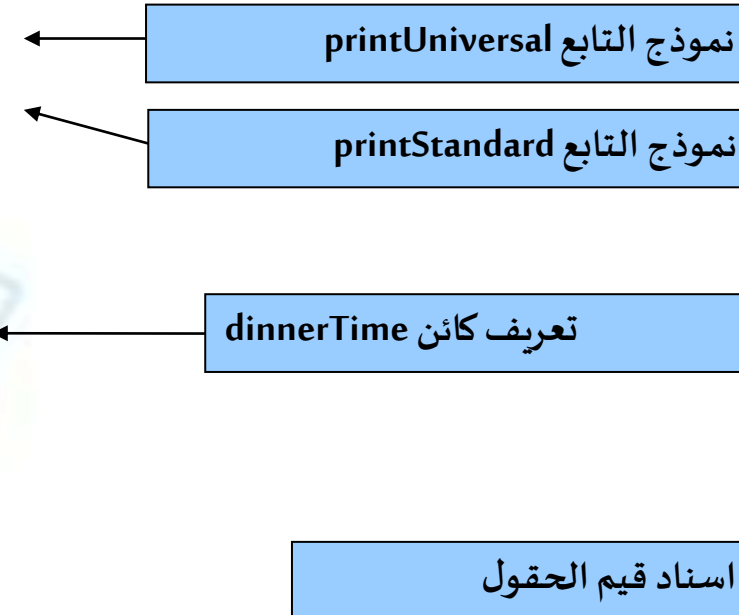 نموذج التابع printUniversal
نموذج التابع printStandard
تعريف كائن dinnerTime
اسناد قيم الحقول